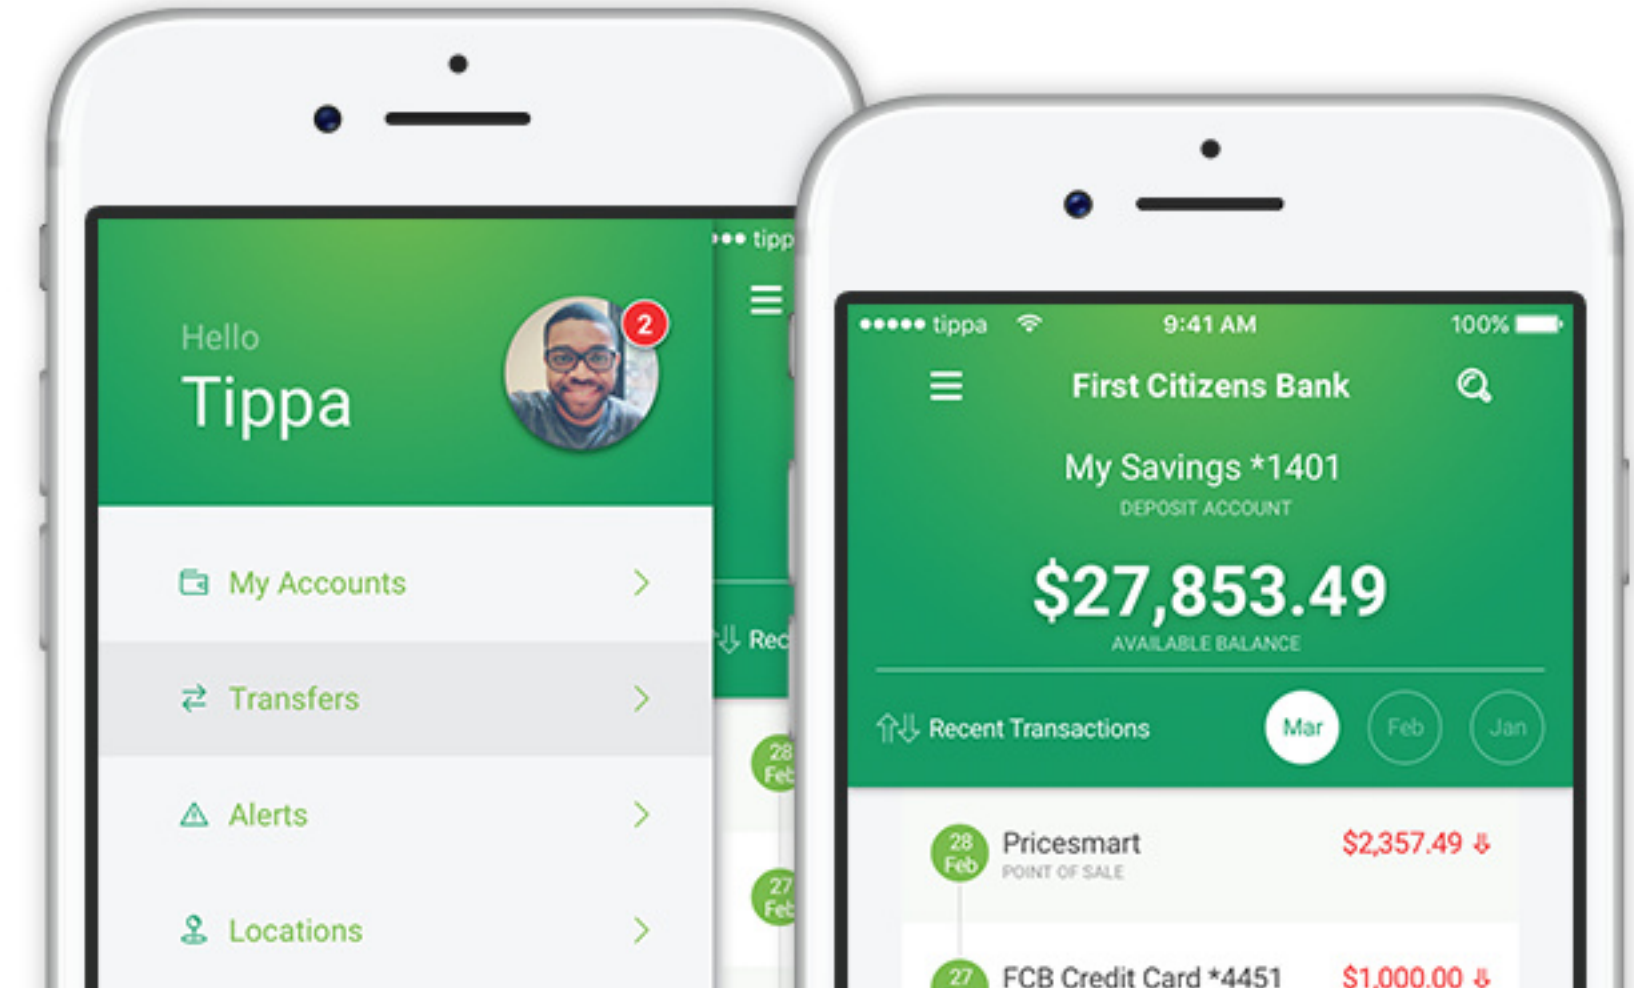 tipp
2
Hello
Tippa
My Accounts
Transfers
Alerts
Locations
Rec
28
Feb
27
Feb
tippa 9:41 AM 100%
First Citizens Bank
My Savings *1401
DEPOSIT ACCOUNT
$27,853.49
AVAILABLE BALANCE
Recent Transactions Mar Feb Jan
28
Feb
Pricesmart $2,357.49
POINT OF SALE
27
FCB Credit Card *4451 $1,000.00